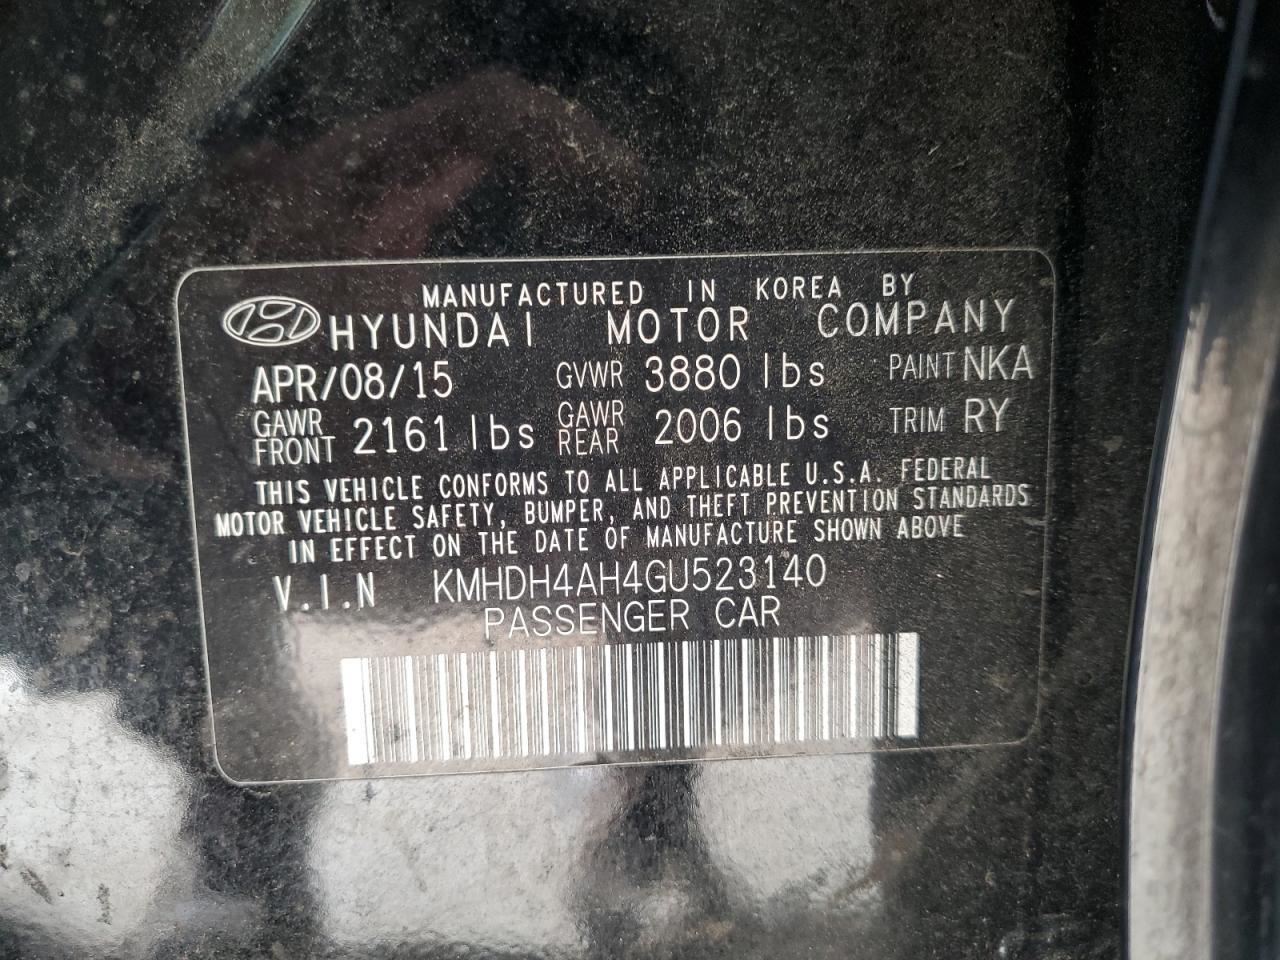 MANUFACTURED IN KOREA BY
HYUNDAI MOTOR COMPANY
APR/08/15 GVWR 3880 lbs PAINT NKA
GAWR FRONT 2161 lbs GAWR REAR 2006 lbs TRIM RY
THIS VEHICLE CONFORMS TO ALL APPLICABLE U.S.A. FEDERAL
MOTOR VEHICLE SAFETY, BUMPER, AND THEFT PREVENTION STANDARDS
IN EFFECT ON THE DATE OF MANUFACTURE SHOWN ABOVE
V.I.N KMHDH4AH4GU523140
PASSENGER CAR